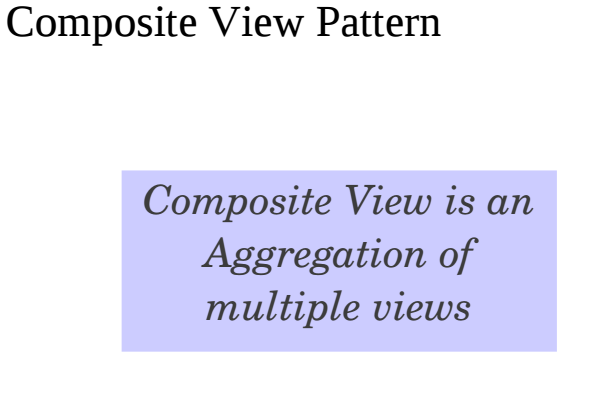 Composite View Pattern
Composite View is an
Aggregation of
multiple views